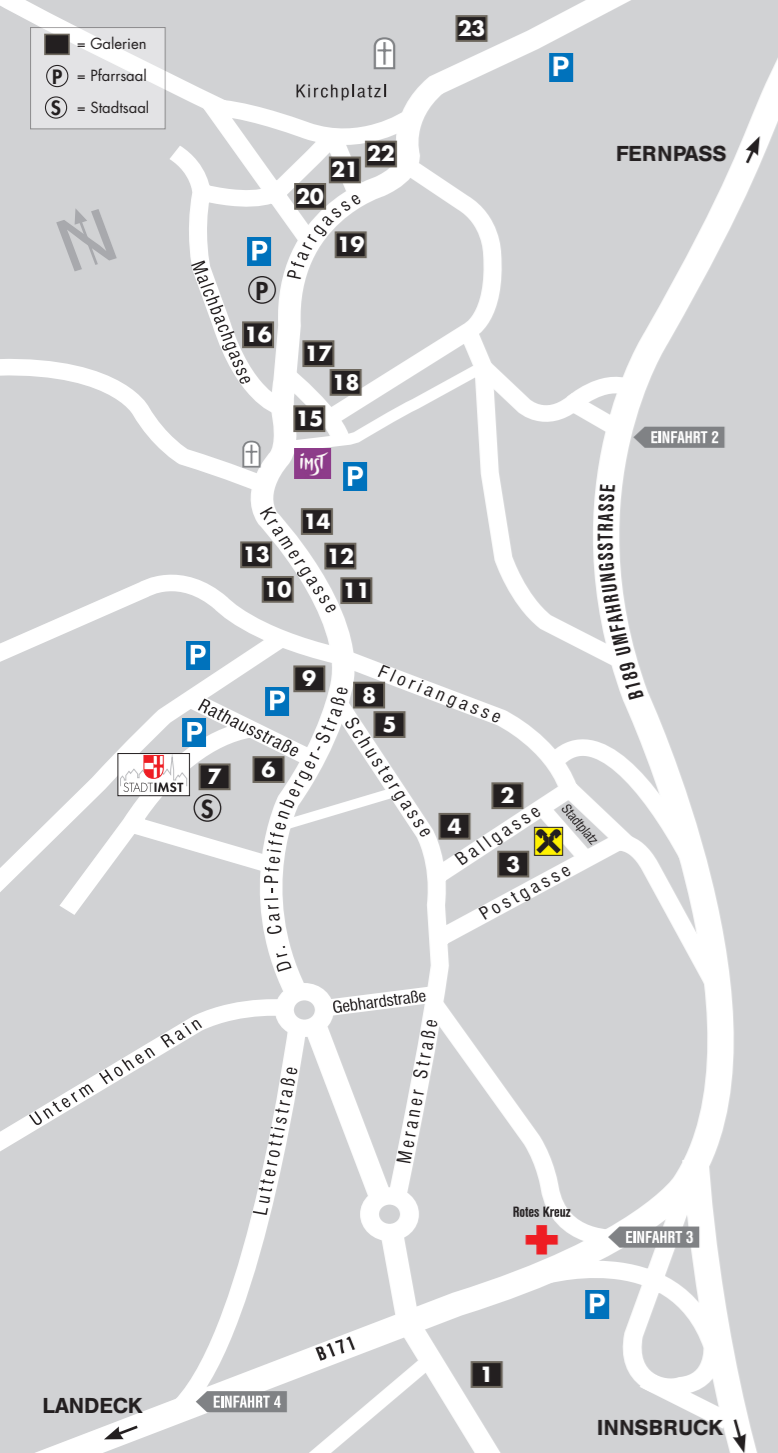 = Galerien
P = Pfarrsaal
S = Stadtsaal
23
P
Kirchplatzl
FERNPASS
22
21
20
Pfarrgasse
19
N
P
P
Malchbachgasse
16
17
18
15
EINFAHRT 2
imst
P
14
Kramergasse
13
12
10
11
B189 UMFAHRUNGSSTRASSE
P
9
Floriangasse
8
P
Rathausstraße
5
P
Schustergasse
6
7
STADTIMST
S
2
Stadtplatz
4
Ballgasse
3
Postgasse
Dr. Carl-Pfeiffenberger-Straße
Gebhardstraße
Unterm Hohen Rain
Meraner Straße
Lutterottistraße
Rotes Kreuz
EINFAHRT 3
P
B171
1
LANDECK
EINFAHRT 4
INNSBRUCK